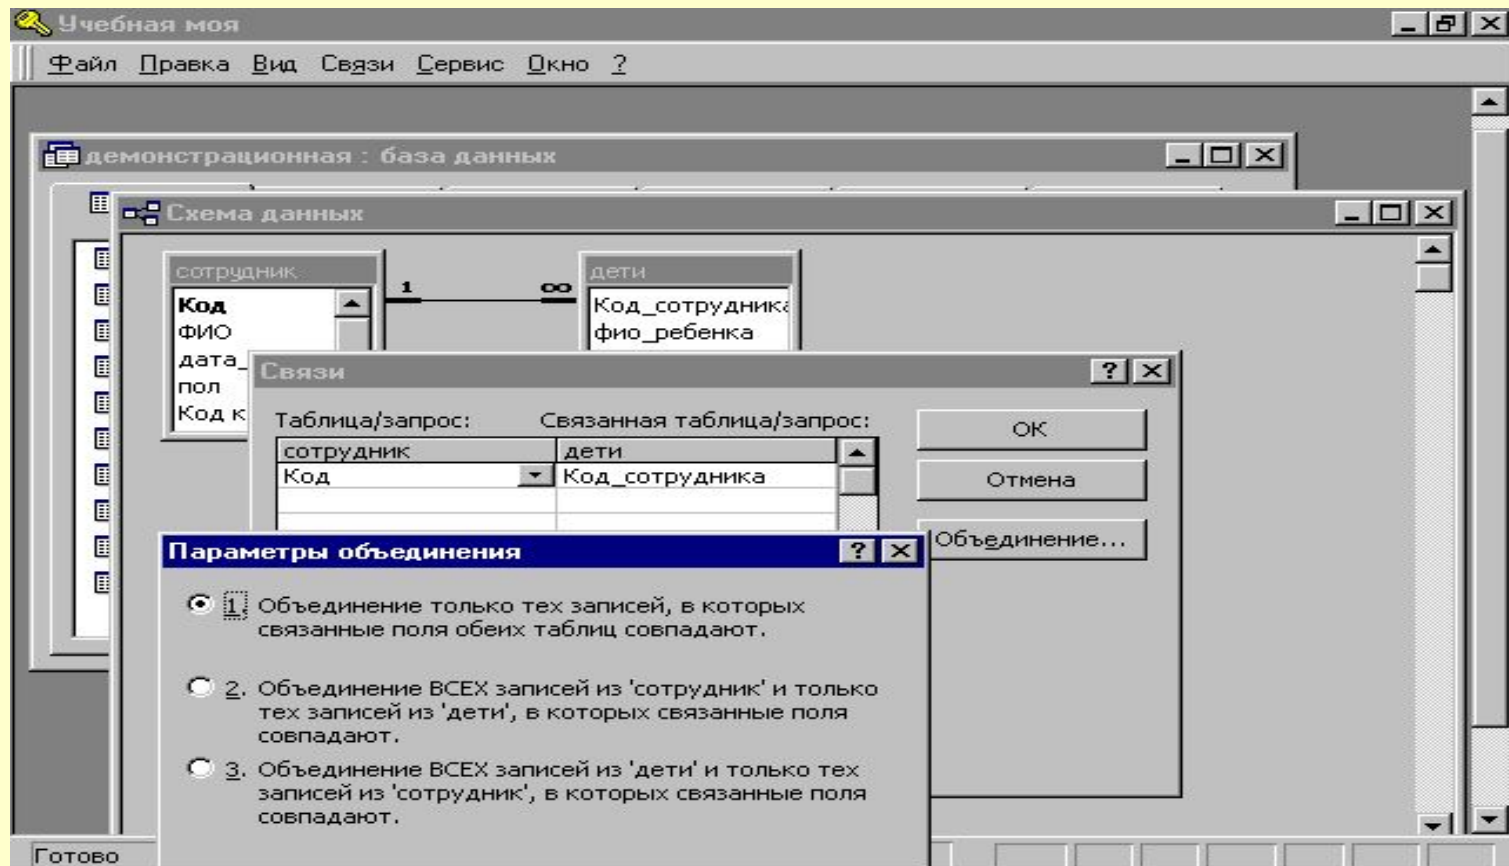 Учебная моя
Файл Правка Вид Связи Сервис Окно ?
демонстрационная : база данных
Схема данных
сотрудник
Код
ФИО
дата_
пол
Код к
1 ∞
дети
Код_сотрудника
фио_ребенка
Связи
Таблица/запрос: Связанная таблица/запрос:
сотрудник дети
Код Код_сотрудника
ОК
Отмена
Объединение...
Параметры объединения
1. Объединение только тех записей, в которых
связанные поля обеих таблиц совпадают.
2. Объединение ВСЕХ записей из 'сотрудник' и только
тех записей из 'дети', в которых связанные поля
совпадают.
3. Объединение ВСЕХ записей из 'дети' и только тех
записей из 'сотрудник', в которых связанные поля
совпадают.
Готово